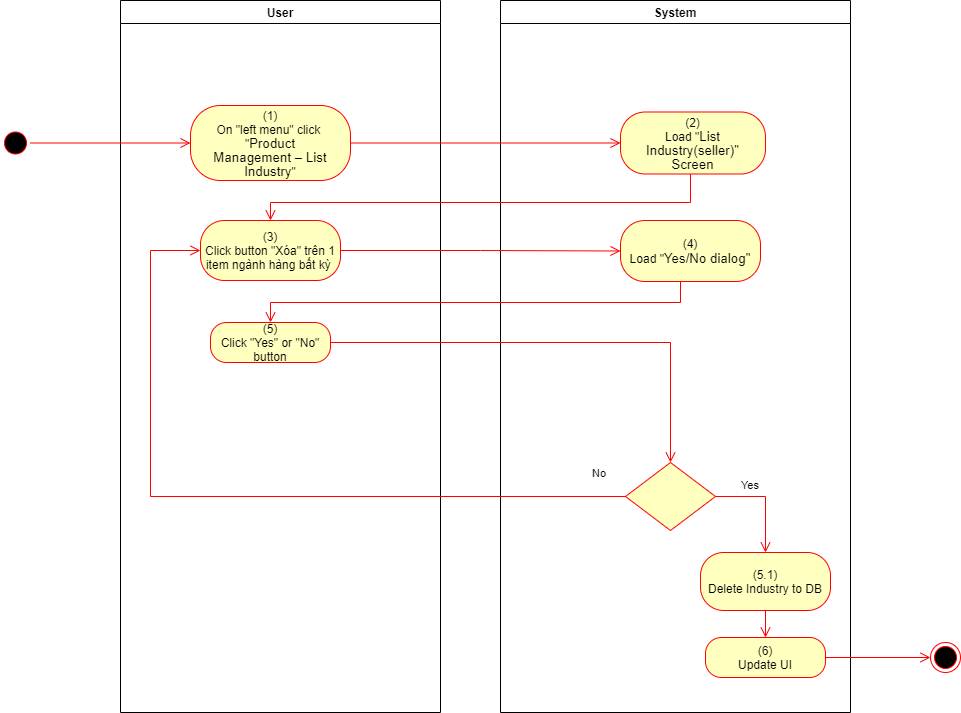 User
System
(1)
On "left menu" click
"Product
Management – List
Industry"
(2)
Load "List
Industry(seller)"
Screen
(3)
Click button "Xóa" trên 1
item ngành hàng bất kỳ
(4)
Load "Yes/No dialog"
(5)
Click "Yes" or "No"
button
No
Yes
(5.1)
Delete Industry to DB
(6)
Update UI